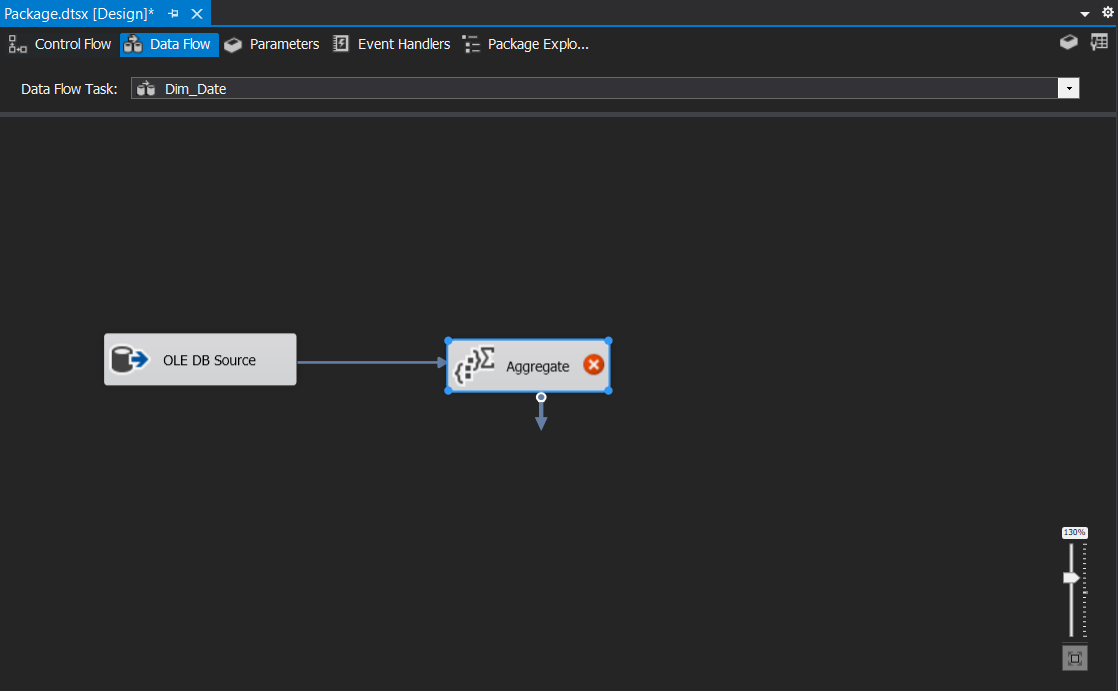 Package.dtsx [Design]*
Control Flow Data Flow Parameters Event Handlers Package Explo...
Data Flow Task: Dim_Date
OLE DB Source
Aggregate
130%